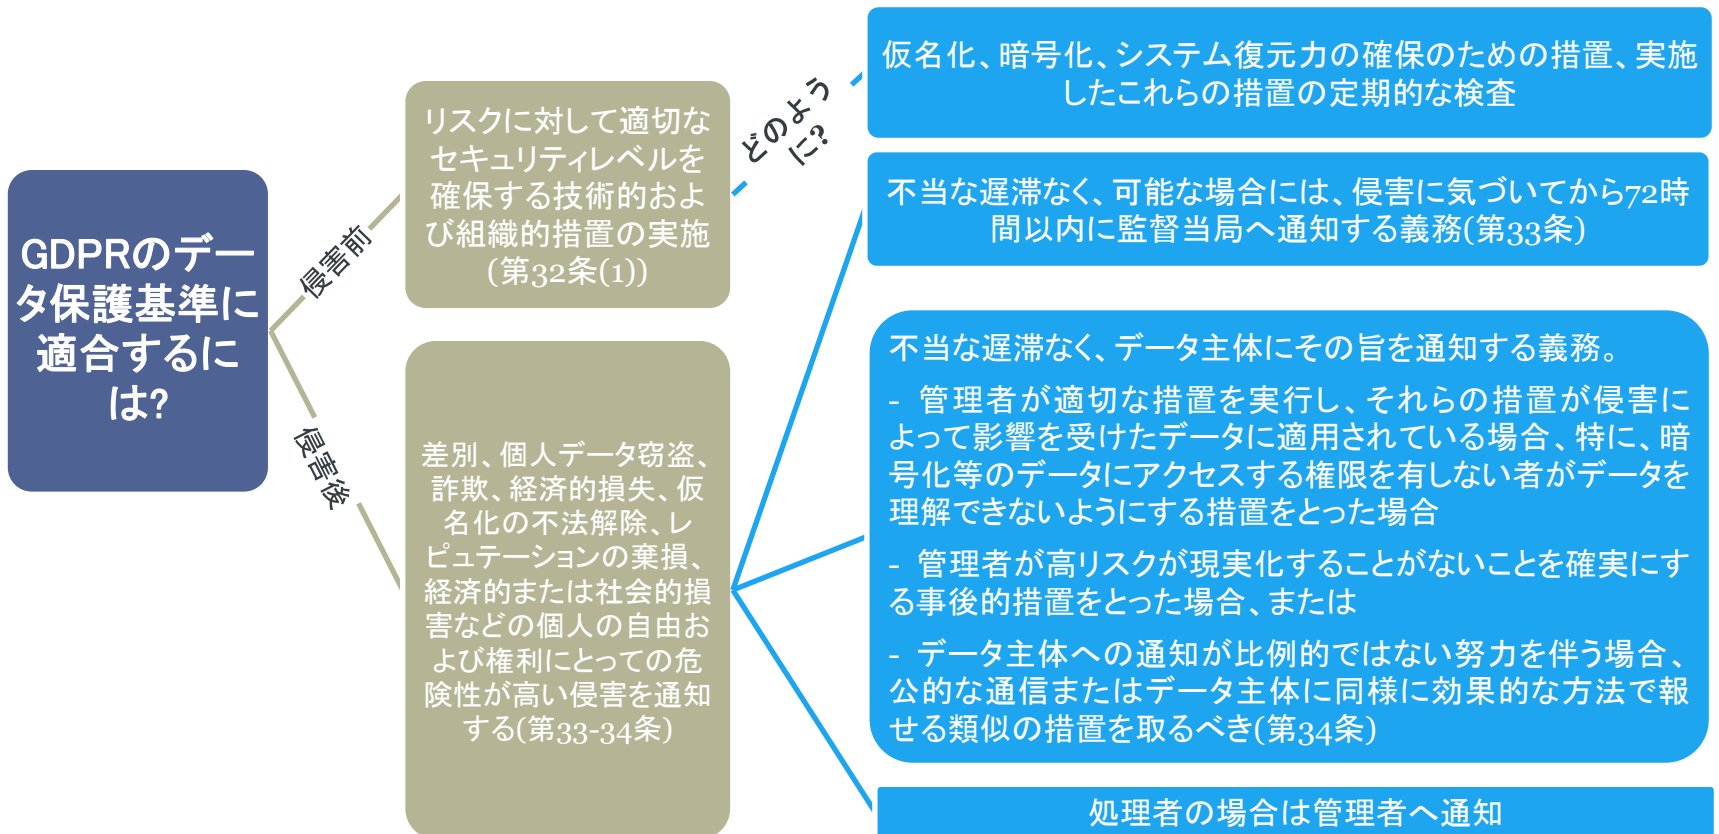 GDPRのデー
タ保護基準に
適合するに
は?
侵害前
侵害後
リスクに対して適切な
セキュリティレベルを
確保する技術的およ
び組織的措置の実施
(第32条(1))
差別、個人データ窃盗、
詐欺、経済的損失、仮
名化の不法解除、レ
ピュテーションの棄損、
経済的または社会的損
害などの個人の自由お
よび権利にとっての危
険性が高い侵害を通知
する(第33-34条)
どのよう
に?
仮名化、暗号化、システム復元力の確保のための措置、実施
したこれらの措置の定期的な検査
不当な遅滞なく、可能な場合には、侵害に気づいてから72時
間以内に監督当局へ通知する義務(第33条)
不当な遅滞なく、データ主体にその旨を通知する義務。
- 管理者が適切な措置を実行し、それらの措置が侵害に
よって影響を受けたデータに適用されている場合、特に、暗
号化等のデータにアクセスする権限を有しない者がデータを
理解できないようにする措置をとった場合
- 管理者が高リスクが現実化することがないことを確実にす
る事後的措置をとった場合、または
- データ主体への通知が比例的ではない努力を伴う場合、
公的な通信またはデータ主体に同様に効果的な方法で報
せる類似の措置を取るべき(第34条)
処理者の場合は管理者へ通知